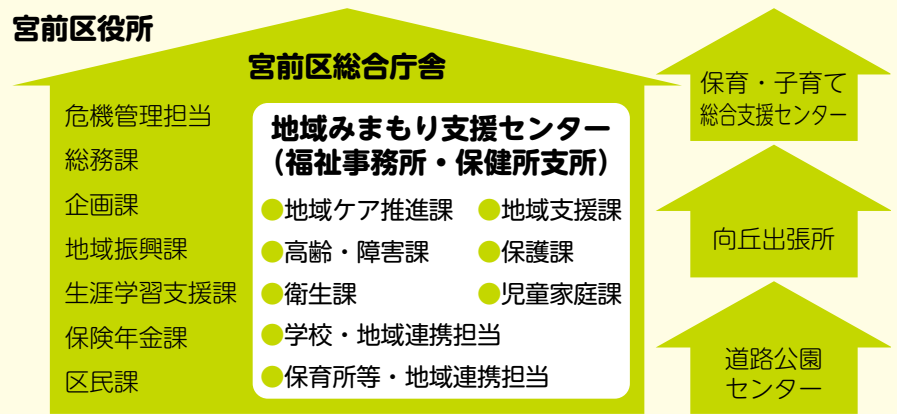 宮前区役所
宮前区総合庁舎
危機管理担当
総務課
企画課
地域振興課
生涯学習支援課
保険年金課
区民課
地域みまもり支援センター
（福祉事務所・保健所支所）
●地域ケア推進課 ●地域支援課
●高齢・障害課 ●保護課
●衛生課 ●児童家庭課
●学校・地域連携担当
●保育所等・地域連携担当
保育・子育て
総合支援センター
向丘出張所
道路公園
センター